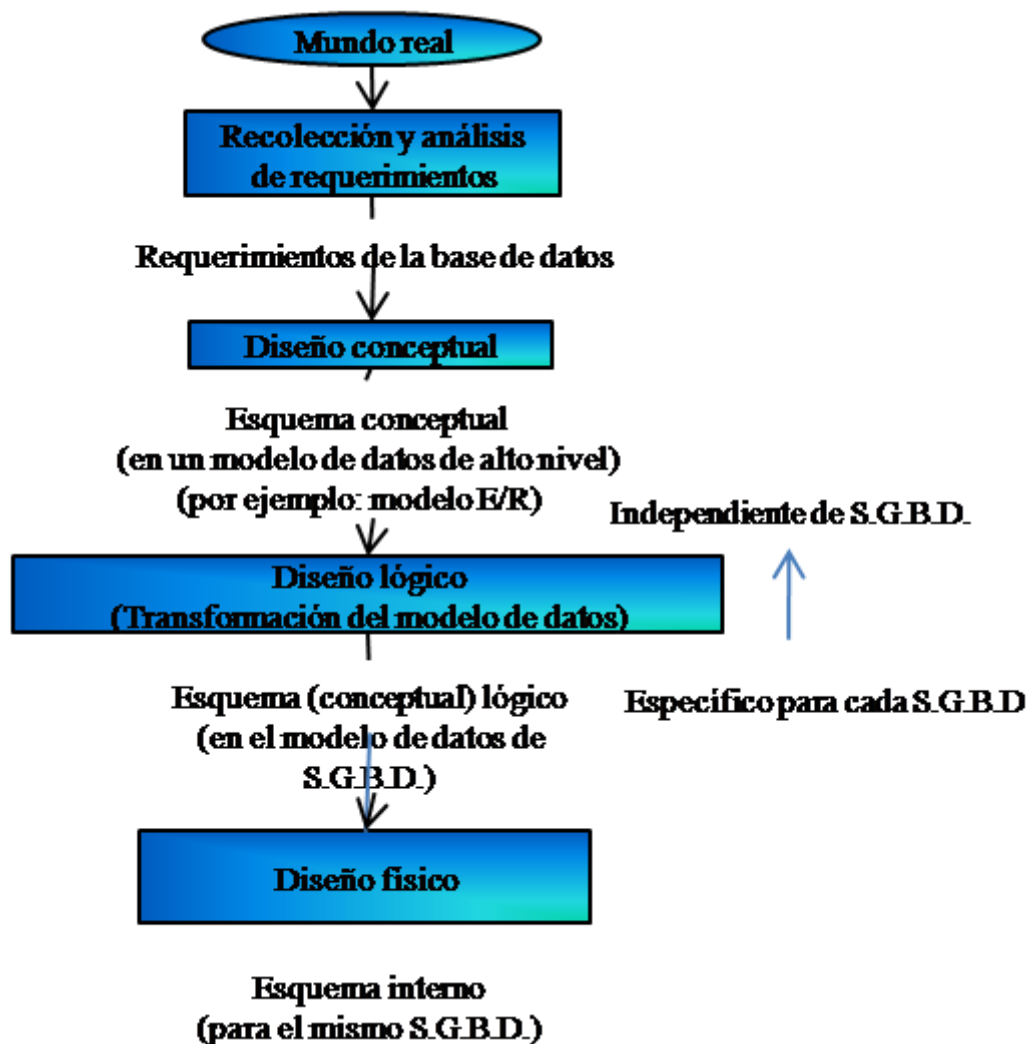 Mundo real
Recolección y análisis
de requerimientos
Requerimientos de la base de datos
Diseño conceptual
Esquema conceptual
(en un modelo de datos de alto nivel)
(por ejemplo: modelo E/R)
Independiente de S.G.B.D.
Diseño lógico
(Transformación del modelo de datos)
Esquema (conceptual) lógico
(en el modelo de datos de
S.G.B.D.)
Específico para cada S.G.B.D
Diseño físico
Esquema interno
(para el mismo S.G.B.D.)